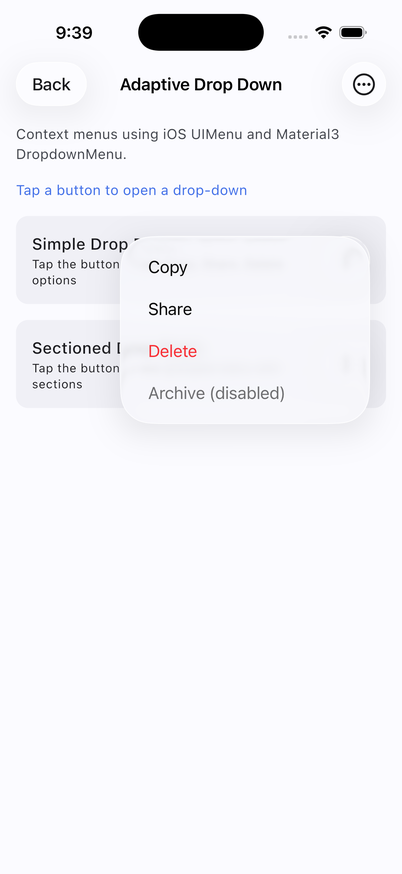 9:39
Back
Adaptive Drop Down
Context menus using iOS UIMenu and Material3
DropdownMenu.
Tap a button to open a drop-down
Simple Drop
Tap the button
options
Sectioned
Tap the button
sections
Copy
Share
Delete
Archive (disabled)